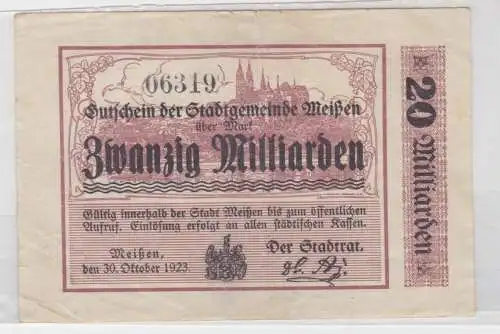 06319
Gutschein der Stadtgemeinde Meißen
über Mark
Zwanzig Milliarden
Gültig innerhalb der Stadt Meißen bis zum öffentlichen
Aufruf. Einlösung erfolgt an allen städtischen Kassen.
Meißen,
den 30. Oktober 1923.
Der Stadtrat.
20 Milliarden